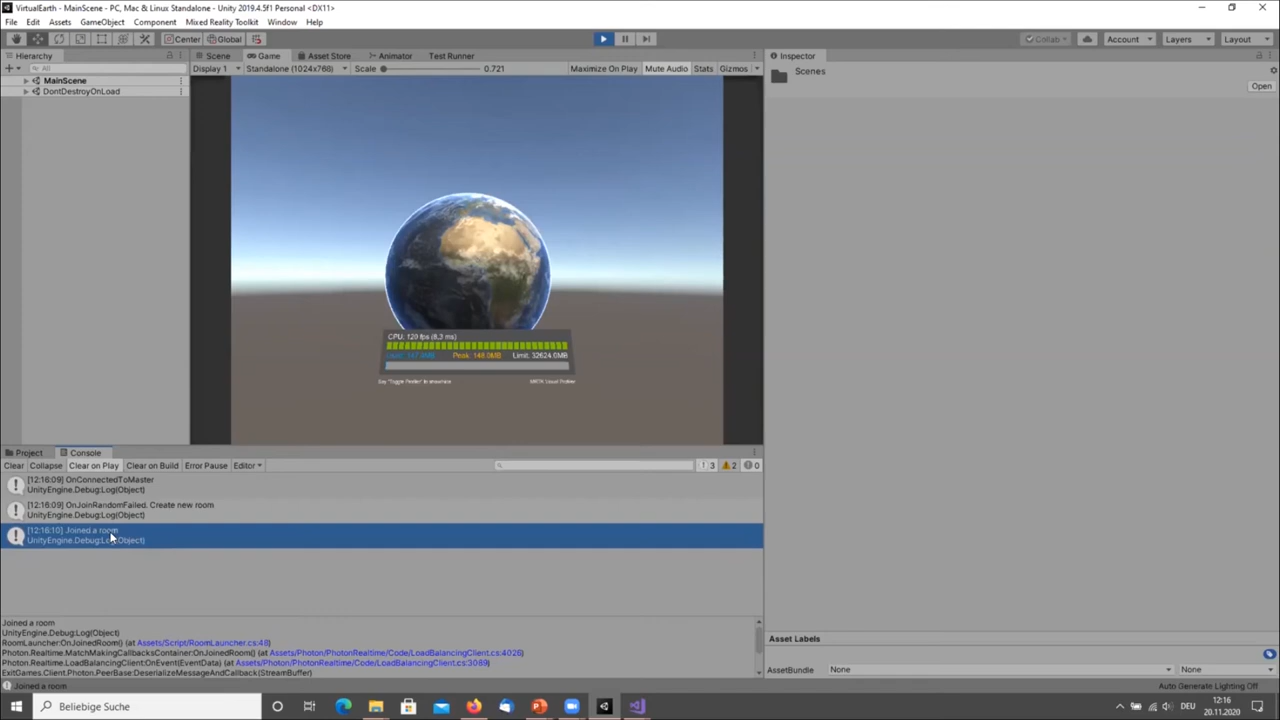 VirtualEarth - MainScene - PC, Mac & Linux Standalone - Unity 2019.4.5f1 Personal <DX11>
File Edit Assets GameObject Component Mixed Reality Toolkit Window Help
Center Global Collab Account Layers Layout
Hierarchy
All
MainScene
DontDestroyOnLoad
Scene Game Asset Store Animator Test Runner
Display 1 Standalone (1024x768) Scale 0.721 Maximize On Play Mute Audio Stats Gizmos
CPU: 120 fps (8,3 ms)
Peak: 148.0MB Limit: 32624.0MB
Inspector
Scenes
Open
Project Console
Clear Collapse Clear on Play Clear on Build Error Pause Editor 3 2 0
[12:16:09] OnConnectedToMaster
UnityEngine.Debug:Log(Object)
[12:16:09] OnJoinRandomFailed. Create new room
UnityEngine.Debug:Log(Object)
[12:16:10] Joined a room
UnityEngine.Debug:Log(Object)
Joined a room
UnityEngine.Debug:Log(Object)
RoomLauncher:OnJoinedRoom() (at Assets/Script/RoomLauncher.cs:48)
Photon.Realtime.MatchMakingCallbacksContainer:OnJoinedRoom() (at Assets/Photon/PhotonRealtime/Code/LoadBalancingClient.cs:4026)
Photon.Realtime.LoadBalancingClient:OnEvent(EventData) (at Assets/Photon/PhotonRealtime/Code/LoadBalancingClient.cs:3089)
ExitGames.Client.Photon.PeerBase:DeserializeMessageAndCallback(StreamBuffer)
Joined a room
Asset Labels
AssetBundle None None
Auto Generate Lighting Off
Beliebige Suche
DEU
12:16
20.11.2020